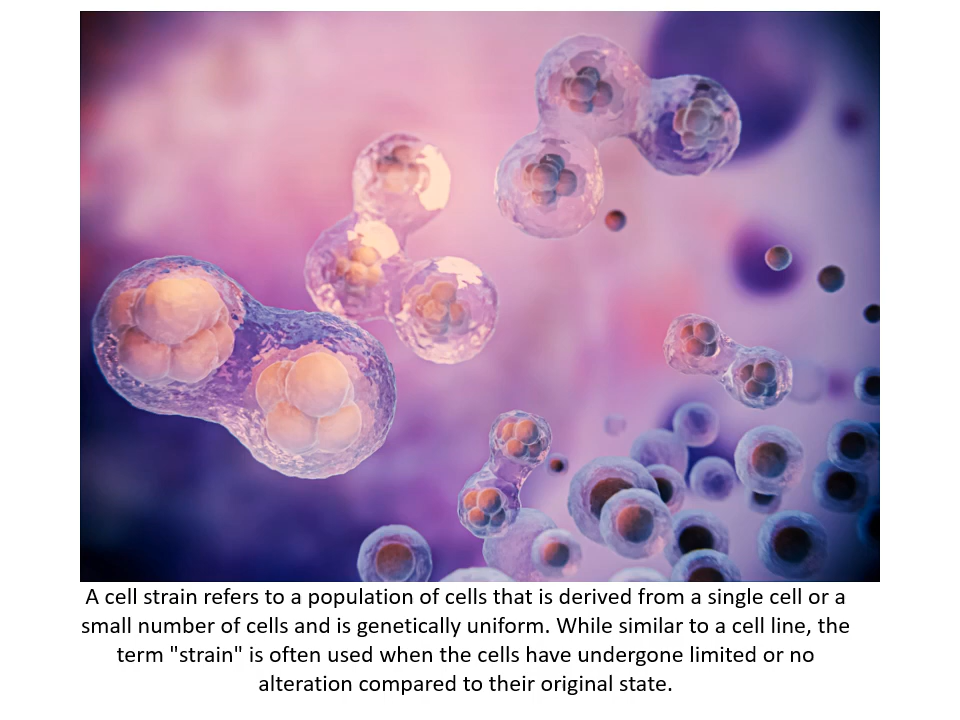 A cell strain refers to a population of cells that is derived from a single cell or a
small number of cells and is genetically uniform. While similar to a cell line, the
term "strain" is often used when the cells have undergone limited or no
alteration compared to their original state.